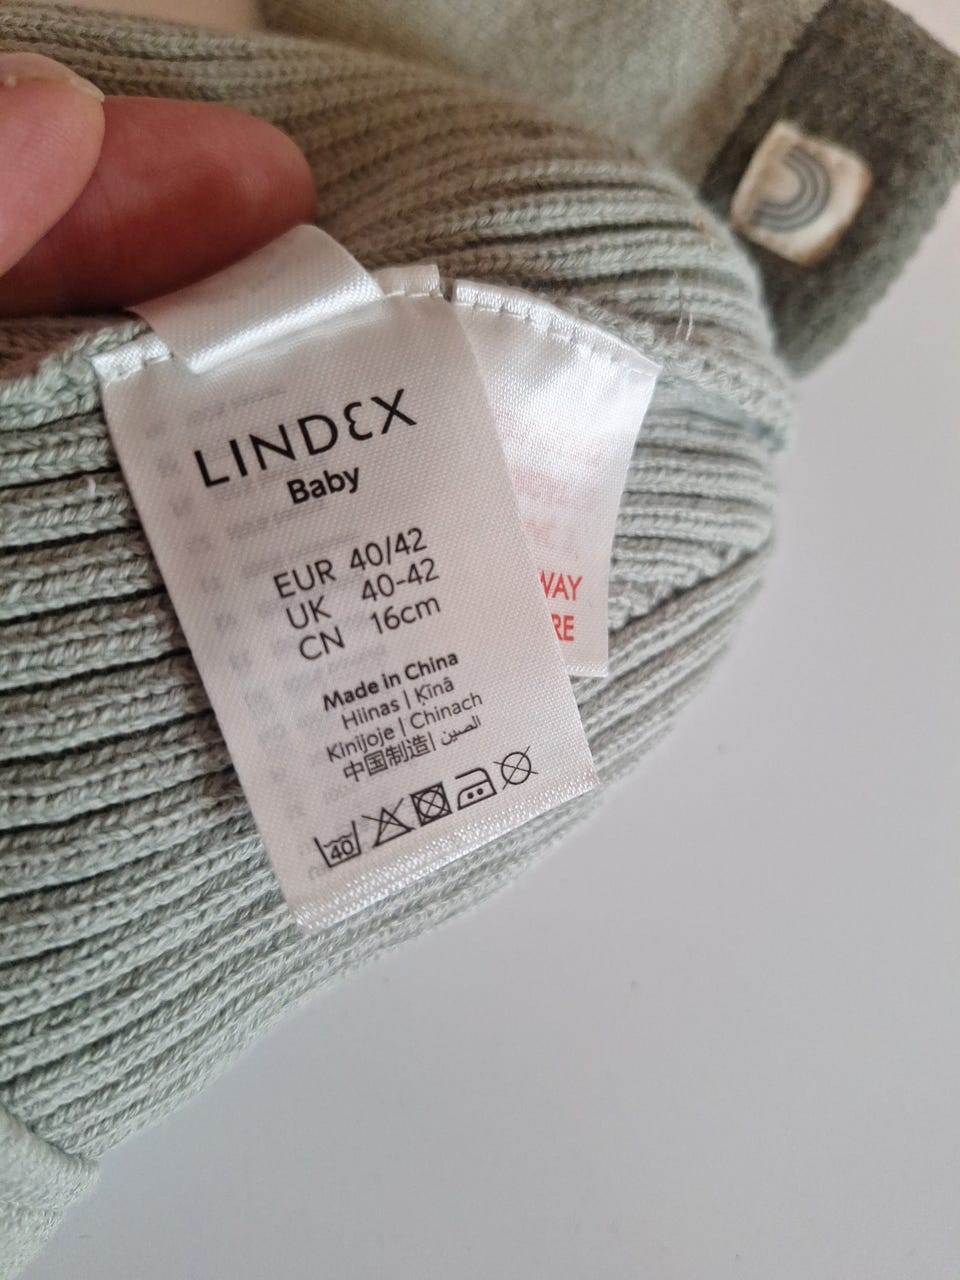 LINDEX
Baby
EUR 40/42
UK 40-42
CN 16cm
Made in China
Hiinas | Ķīnā
Kinijoje | Chinach
中国制造| الصين
40
WAY
RE